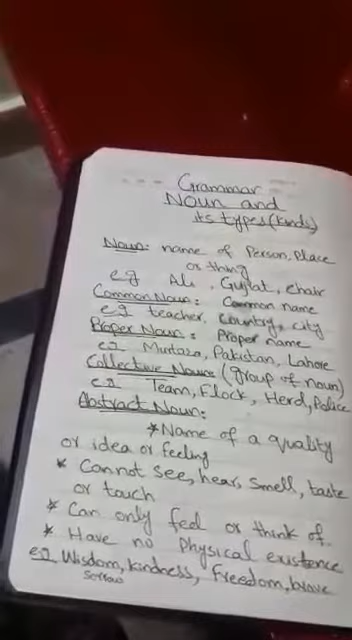 Grammar
Noun and
its types (kinds)
Noun: name of Person, Place
or thing
e.g Ali, Gujrat, chair
Common Noun: Common name
e.g teacher, Country, city
Proper Noun: Proper name
e.g Murtaza, Pakistan, Lahore
Collective Noun (group of noun)
e.g Team, Flock, Herd, Police
Abstract Noun:
* Name of a quality
or idea or feeling
* Cannot see, hear, smell, taste
or touch
* Can only feel or think of.
* Have no Physical existence
e.g Wisdom, kindness, Freedom, brave
sorrow